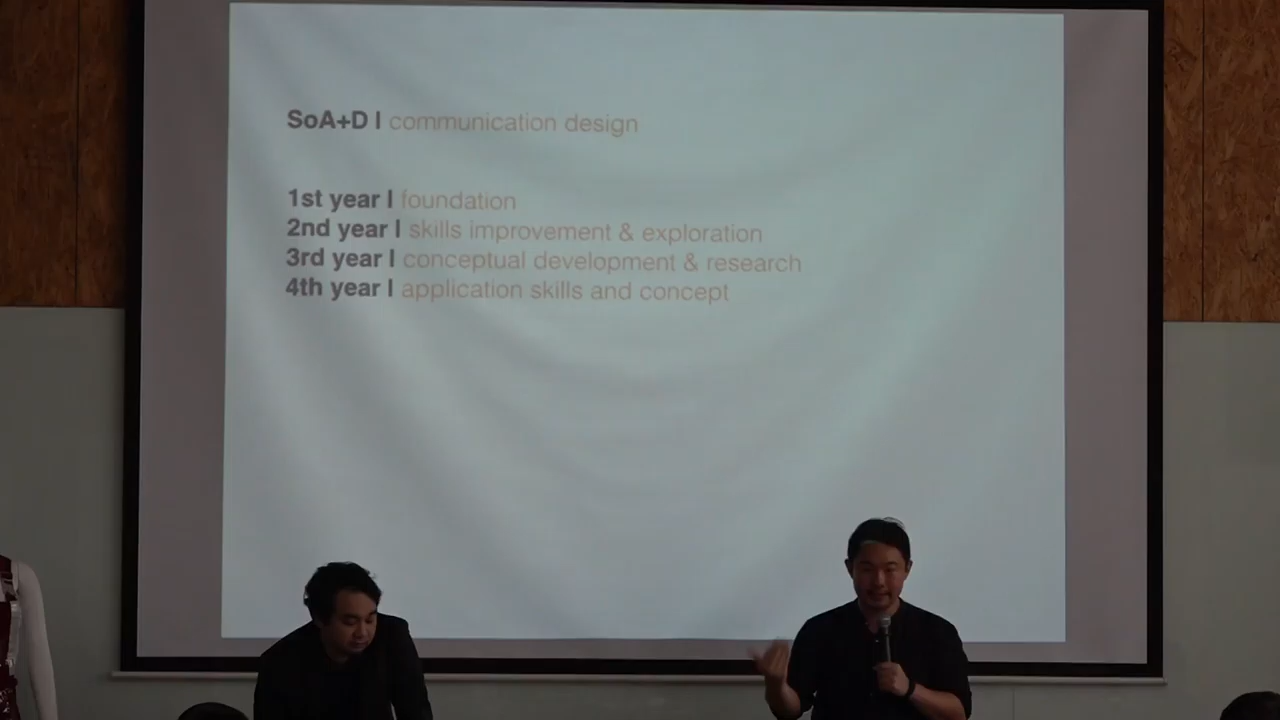 SoA+D | communication design
1st year | foundation
2nd year | skills improvement & exploration
3rd year | conceptual development & research
4th year | application skills and concept